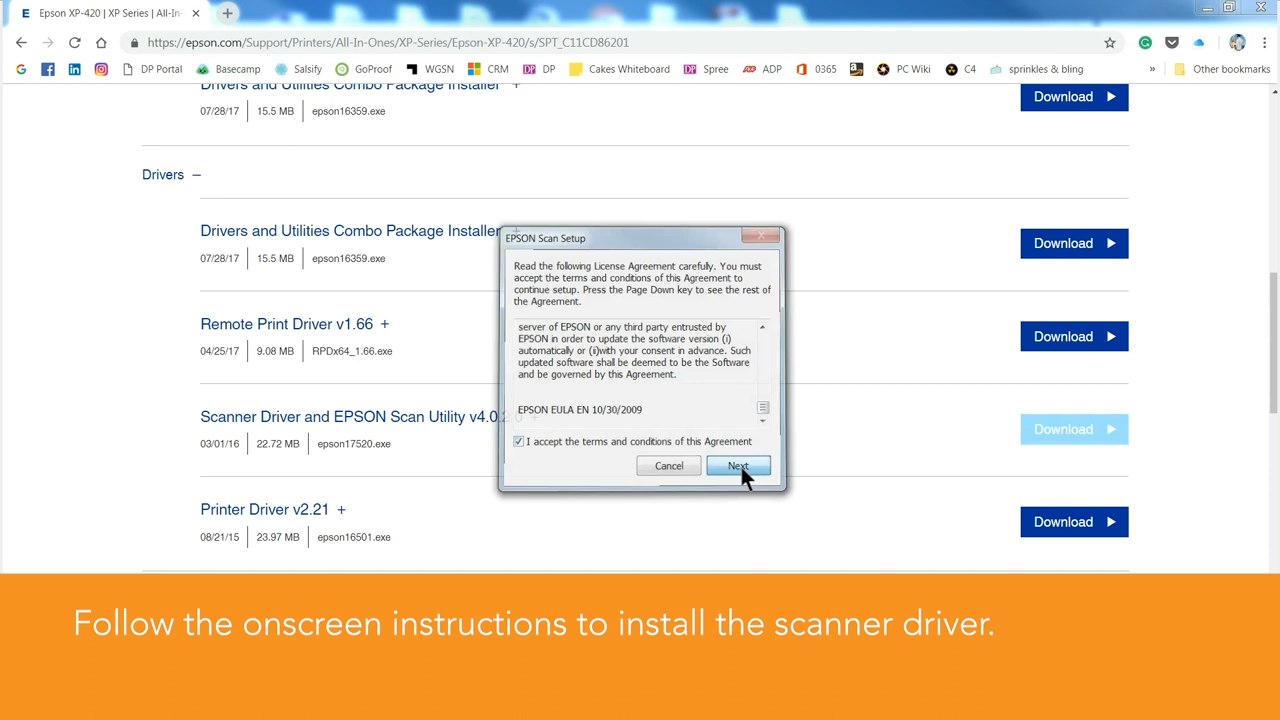 Epson XP-420 | XP Series | All-In-
https://epson.com/Support/Printers/All-In-Ones/XP-Series/Epson-XP-420/s/SPT_C11CD86201
DP Portal Basecamp Salsify GoProof WGSN CRM DP Cakes Whiteboard Spree ADP 0365 PC Wiki C4 sprinkles & bling » Other bookmarks
Drivers and Utilities Combo Package Installer +
Download
07/28/17 15.5 MB epson16359.exe
Drivers –
Drivers and Utilities Combo Package Installer
Download
07/28/17 15.5 MB epson16359.exe
Remote Print Driver v1.66 +
Download
04/25/17 9.08 MB RPDx64_1.66.exe
Scanner Driver and EPSON Scan Utility v4.0.2.0 +
Download
03/01/16 22.72 MB epson17520.exe
Printer Driver v2.21 +
Download
08/21/15 23.97 MB epson16501.exe
EPSON Scan Setup
Read the following License Agreement carefully. You must
accept the terms and conditions of this Agreement to
continue setup. Press the Page Down key to see the rest of
the Agreement.
server of EPSON or any third party entrusted by
EPSON in order to update the software version (i)
automatically or (ii)with your consent in advance. Such
updated software shall be deemed to be the Software
and be governed by this Agreement.
EPSON EULA EN 10/30/2009
I accept the terms and conditions of this Agreement
Cancel Next
Follow the onscreen instructions to install the scanner driver.